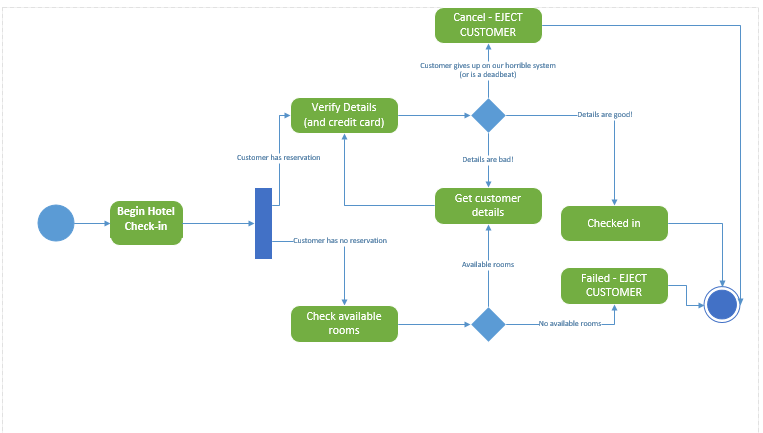 Cancel - EJECT
CUSTOMER
Customer gives up on our horrible system
(or is a deadbeat)
Verify Details
(and credit card)
Details are good!
Customer has reservation
Details are bad!
Begin Hotel
Check-in
Get customer
details
Checked in
Customer has no reservation
Available rooms
Failed - EJECT
CUSTOMER
Check available
rooms
No available rooms